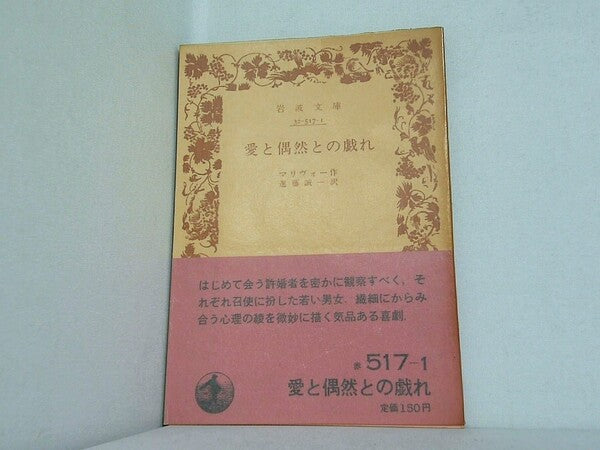 岩波文庫
32-517-1
愛と偶然との戯れ
マリヴォー作
進藤誠一訳
はじめて会う許婚者を密かに観察すべく、そ
れぞれ召使に扮した若い男女。繊細にからみ
合う心理の綾を微妙に描く気品ある喜劇。
赤 517-1
愛と偶然との戯れ
定価150円